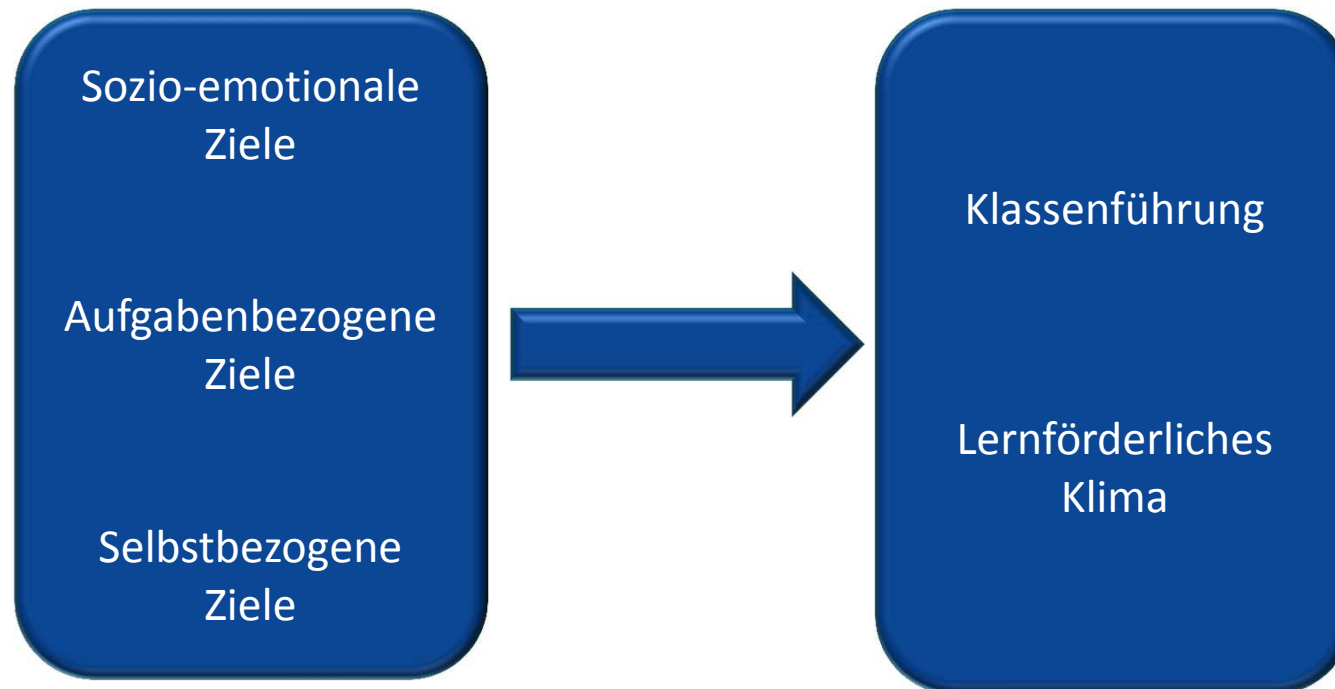 Sozio-emotionale
Ziele
Aufgabenbezogene
Ziele
Selbstbezogene
Ziele
Klassenführung
Lernförderliches
Klima